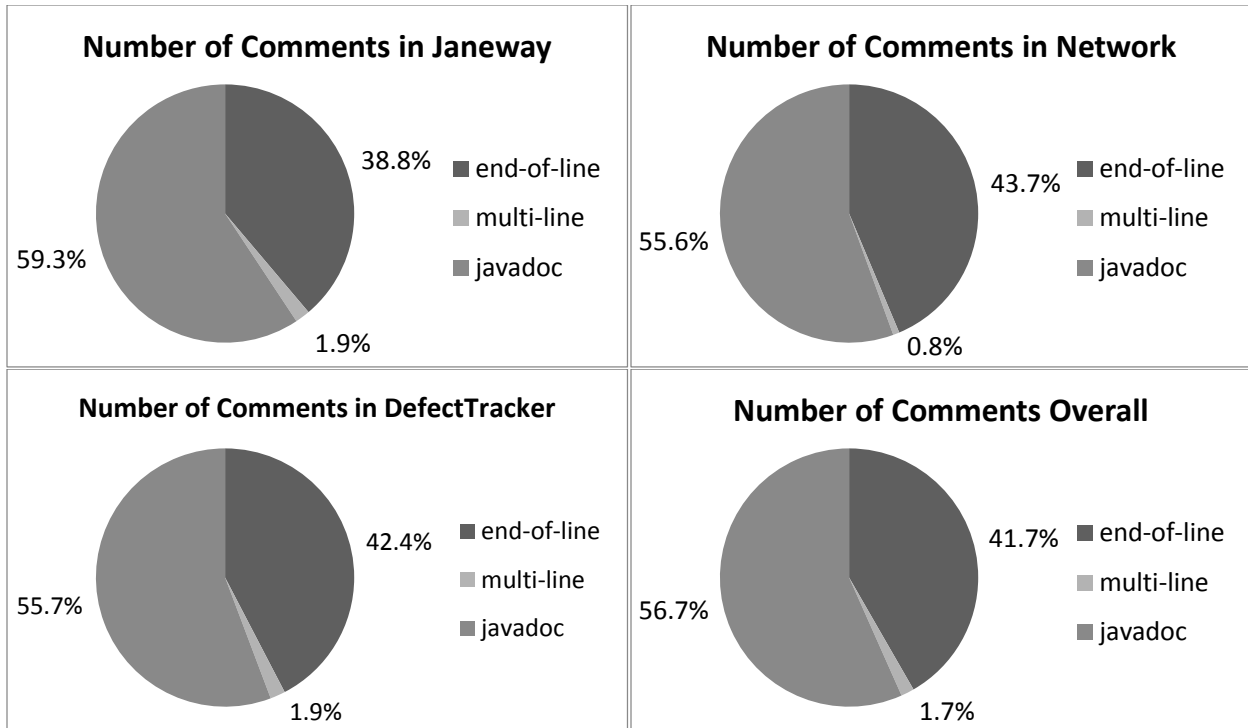 Number of Comments in Janeway
38.8%
59.3%
1.9%
end-of-line
multi-line
javadoc
Number of Comments in Network
43.7%
55.6%
0.8%
end-of-line
multi-line
javadoc
Number of Comments in DefectTracker
42.4%
55.7%
1.9%
end-of-line
multi-line
javadoc
Number of Comments Overall
41.7%
56.7%
1.7%
end-of-line
multi-line
javadoc